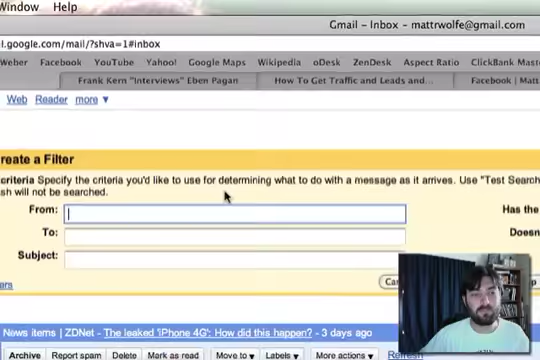 Window Help
Gmail - Inbox - mattrwolfe@gmail.com
l.google.com/mail/?shva=1#inbox
Weber Facebook YouTube Yahoo! Google Maps Wikipedia oDesk ZenDesk Aspect Ratio ClickBank Mast
Frank Kern "Interviews" Eben Pagan How To Get Traffic and Leads and... Facebook | Matt
Web Reader more ▼
reate a Filter
criteria Specify the criteria you'd like to use for determining what to do with a message as it arrives. Use "Test Search
sh will not be searched.
From: Has the
To: Doesn
Subject:
ers Can p
News items | ZDNet - The leaked 'iPhone 4G': How did this happen? - 3 days ago
Archive Report spam Delete Mark as read Move to ▼ Labels ▼ More actions ▼ Refresh